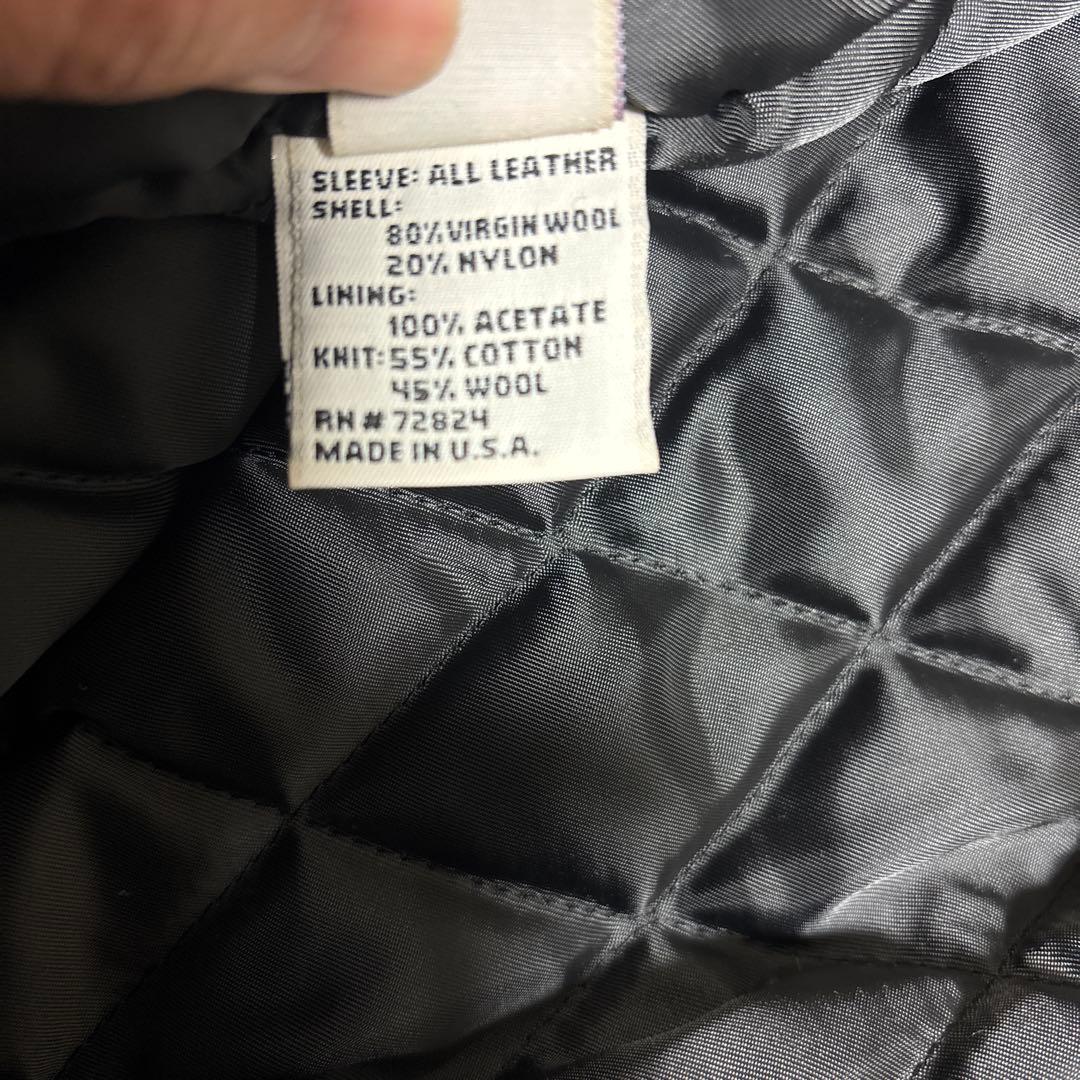 SLEEVE: ALL LEATHER
SHELL:
80% VIRGIN WOOL
20% NYLON
LINING:
100% ACETATE
KNIT: 55% COTTON
45% WOOL
RN # 72824
MADE IN U.S.A.